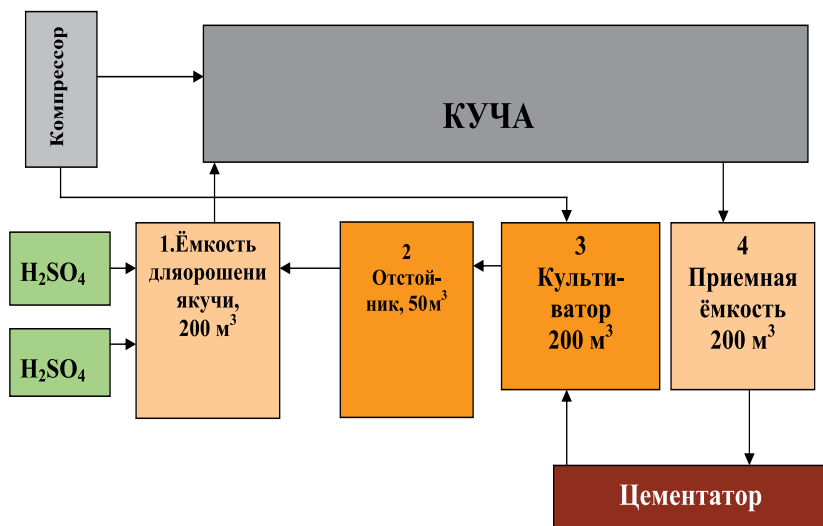 Компрессор
КУЧА
H₂SO₄
H₂SO₄
1.Ёмкость
дляорошени
якучи,
200 м³
2
Отстой-
ник, 50м³
3
Культи-
ватор
200 м³
4
Приемная
ёмкость
200 м³
Цементатор